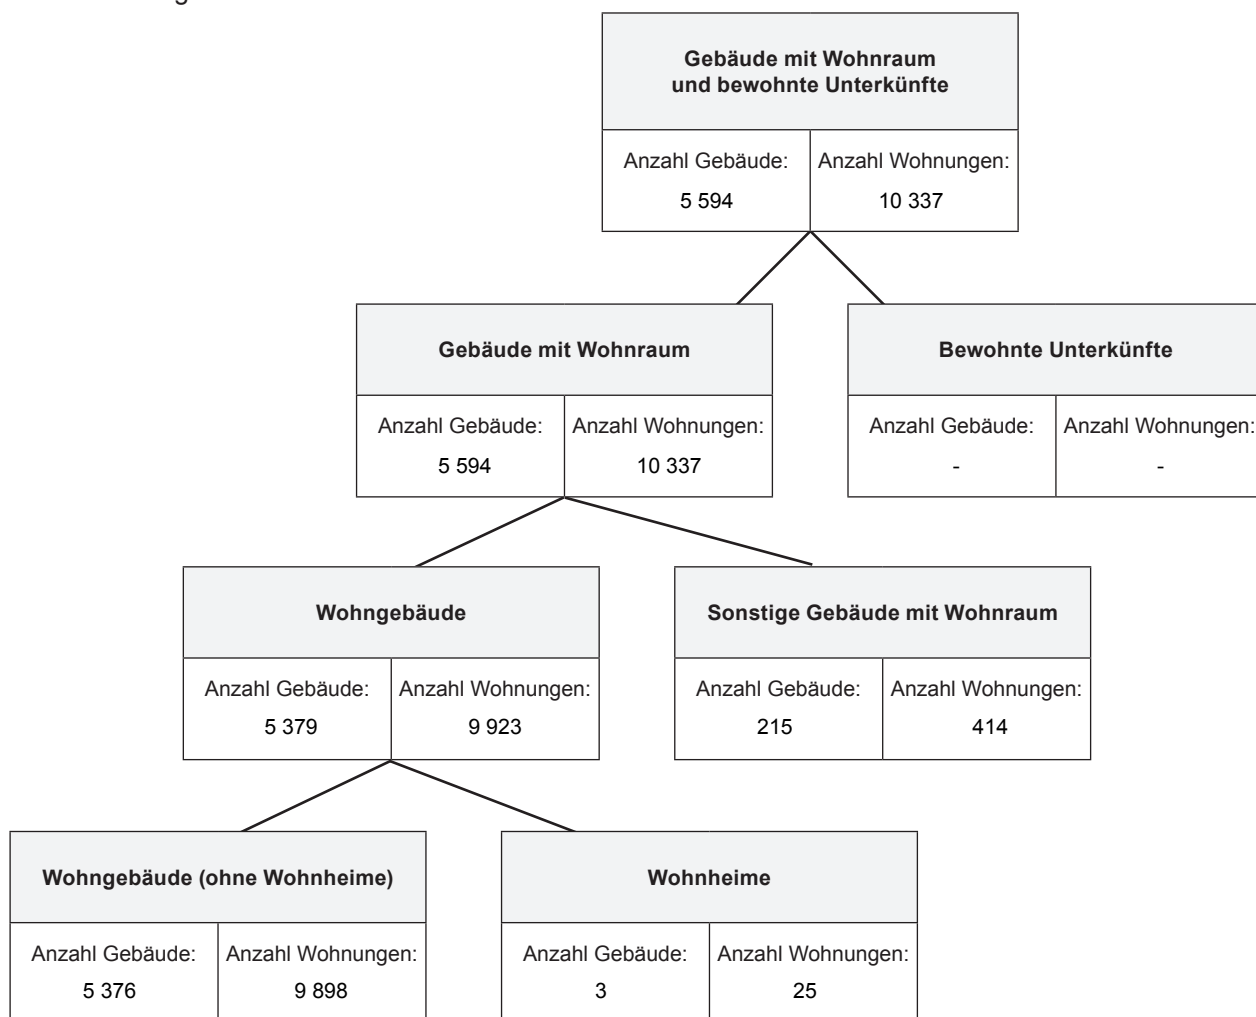 Gebäude mit Wohnraum
und bewohnte Unterkünfte
Anzahl Gebäude:
Anzahl Wohnungen:
5 594
10 337
Gebäude mit Wohnraum
Bewohnte Unterkünfte
Anzahl Gebäude:
Anzahl Wohnungen:
Anzahl Gebäude:
Anzahl Wohnungen:
5 594
10 337
-
-
Wohngebäude
Sonstige Gebäude mit Wohnraum
Anzahl Gebäude:
Anzahl Wohnungen:
Anzahl Gebäude:
Anzahl Wohnungen:
5 379
9 923
215
414
Wohngebäude (ohne Wohnheime)
Wohnheime
Anzahl Gebäude:
Anzahl Wohnungen:
Anzahl Gebäude:
Anzahl Wohnungen:
5 376
9 898
3
25